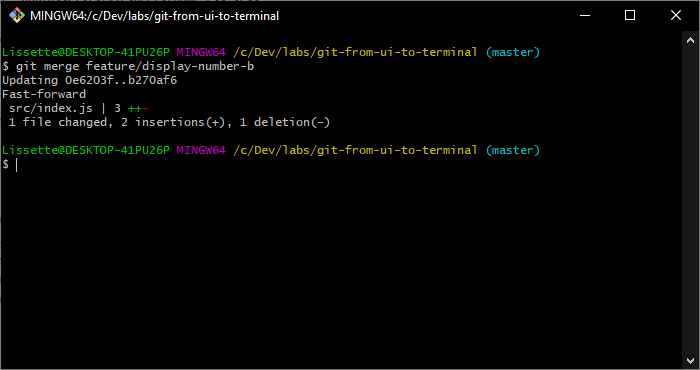 MINGW64:/c/Dev/labs/git-from-ui-to-terminal
Lissette@DESKTOP-41PU26P MINGW64 /c/Dev/labs/git-from-ui-to-terminal (master)
$ git merge feature/display-number-b
Updating 0e6203f..b270af6
Fast-forward
 src/index.js | 3 ++-
 1 file changed, 2 insertions(+), 1 deletion(-)
Lissette@DESKTOP-41PU26P MINGW64 /c/Dev/labs/git-from-ui-to-terminal (master)
$